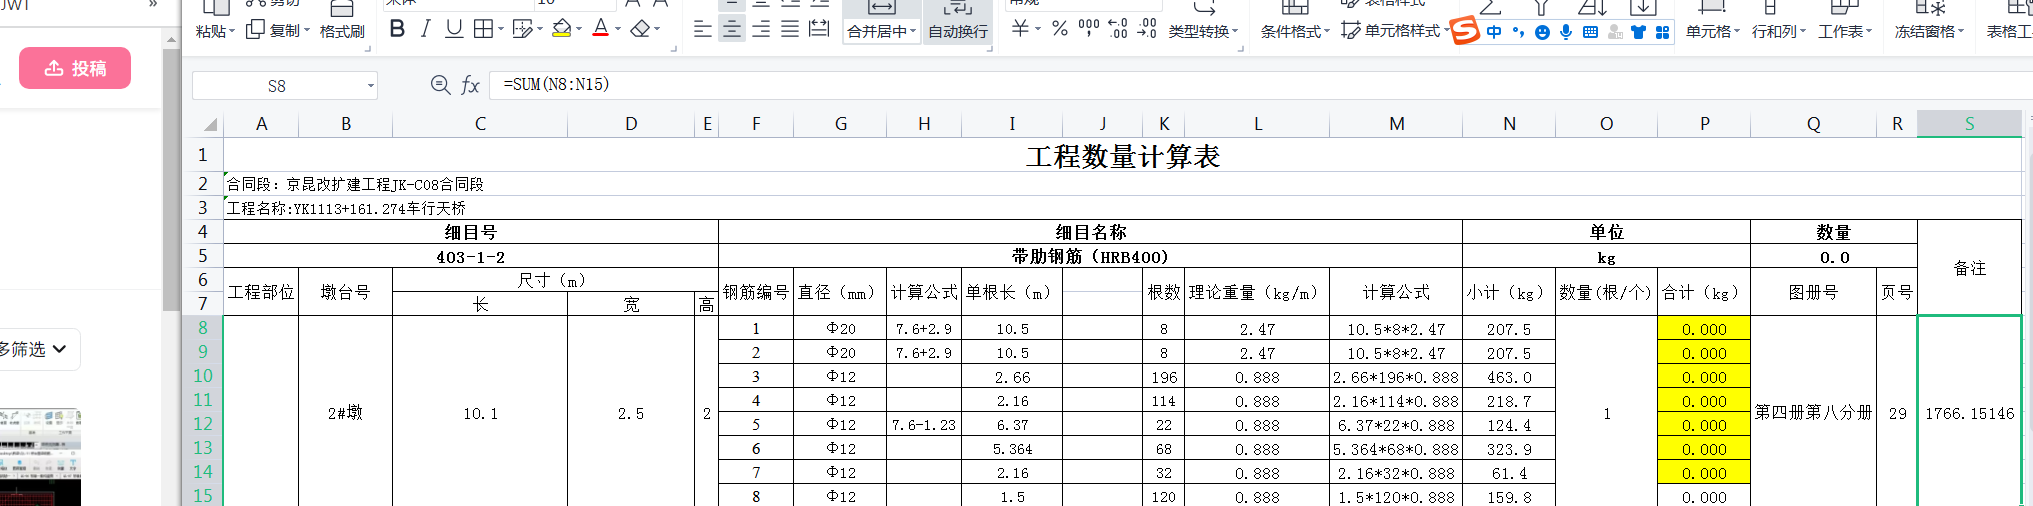 投稿
多筛选
剪切
粘贴
复制
格式刷
B I U
A
合并居中
自动换行
常规
¥ % 000 ←.0 .00 .00 →.0
类型转换
条件格式
表格样式
单元格样式
中
单元格
行和列
工作表
冻结窗格
表格工
S8
fx =SUM(N8:N15)
A B C D E F G H I J K L M N O P Q R S
1 工程数量计算表
2 合同段：京昆改扩建工程JK-C08合同段
3 工程名称:YK1113+161.274车行天桥
4 细目号 细目名称 单位 数量 备注
5 403-1-2 带肋钢筋（HRB400） kg 0.0
6 工程部位 墩台号 尺寸（m） 钢筋编号 直径（mm） 计算公式 单根长（m） 根数 理论重量（kg/m） 计算公式 小计（kg） 数量(根/个) 合计（kg） 图册号 页号
7 长 宽 高
8 1 Φ20 7.6+2.9 10.5 8 2.47 10.5*8*2.47 207.5 0.000
9 2 Φ20 7.6+2.9 10.5 8 2.47 10.5*8*2.47 207.5 0.000
10 3 Φ12 2.66 196 0.888 2.66*196*0.888 463.0 0.000
11 4 Φ12 2.16 114 0.888 2.16*114*0.888 218.7 0.000
2#墩 10.1 2.5 2 1 第四册第八分册 29 1766.15146
12 5 Φ12 7.6-1.23 6.37 22 0.888 6.37*22*0.888 124.4 0.000
13 6 Φ12 5.364 68 0.888 5.364*68*0.888 323.9 0.000
14 7 Φ12 2.16 32 0.888 2.16*32*0.888 61.4 0.000
15 8 Φ12 1.5 120 0.888 1.5*120*0.888 159.8 0.000